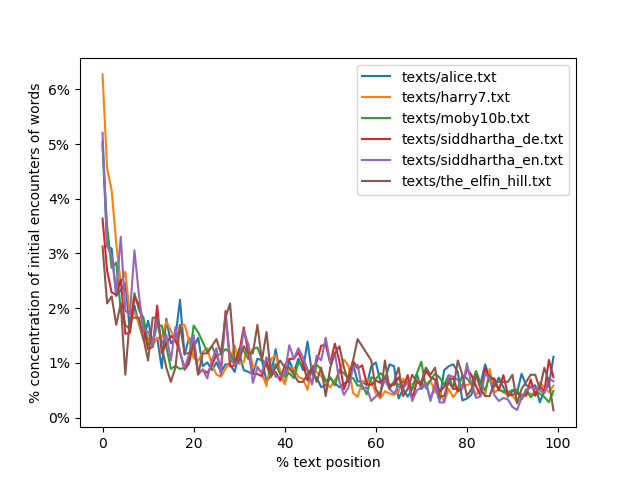 texts/alice.txt
texts/harry7.txt
texts/moby10b.txt
texts/siddhartha_de.txt
texts/siddhartha_en.txt
texts/the_elfin_hill.txt
% concentration of initial encounters of words
6%
5%
4%
3%
2%
1%
0%
0 20 40 60 80 100
% text position